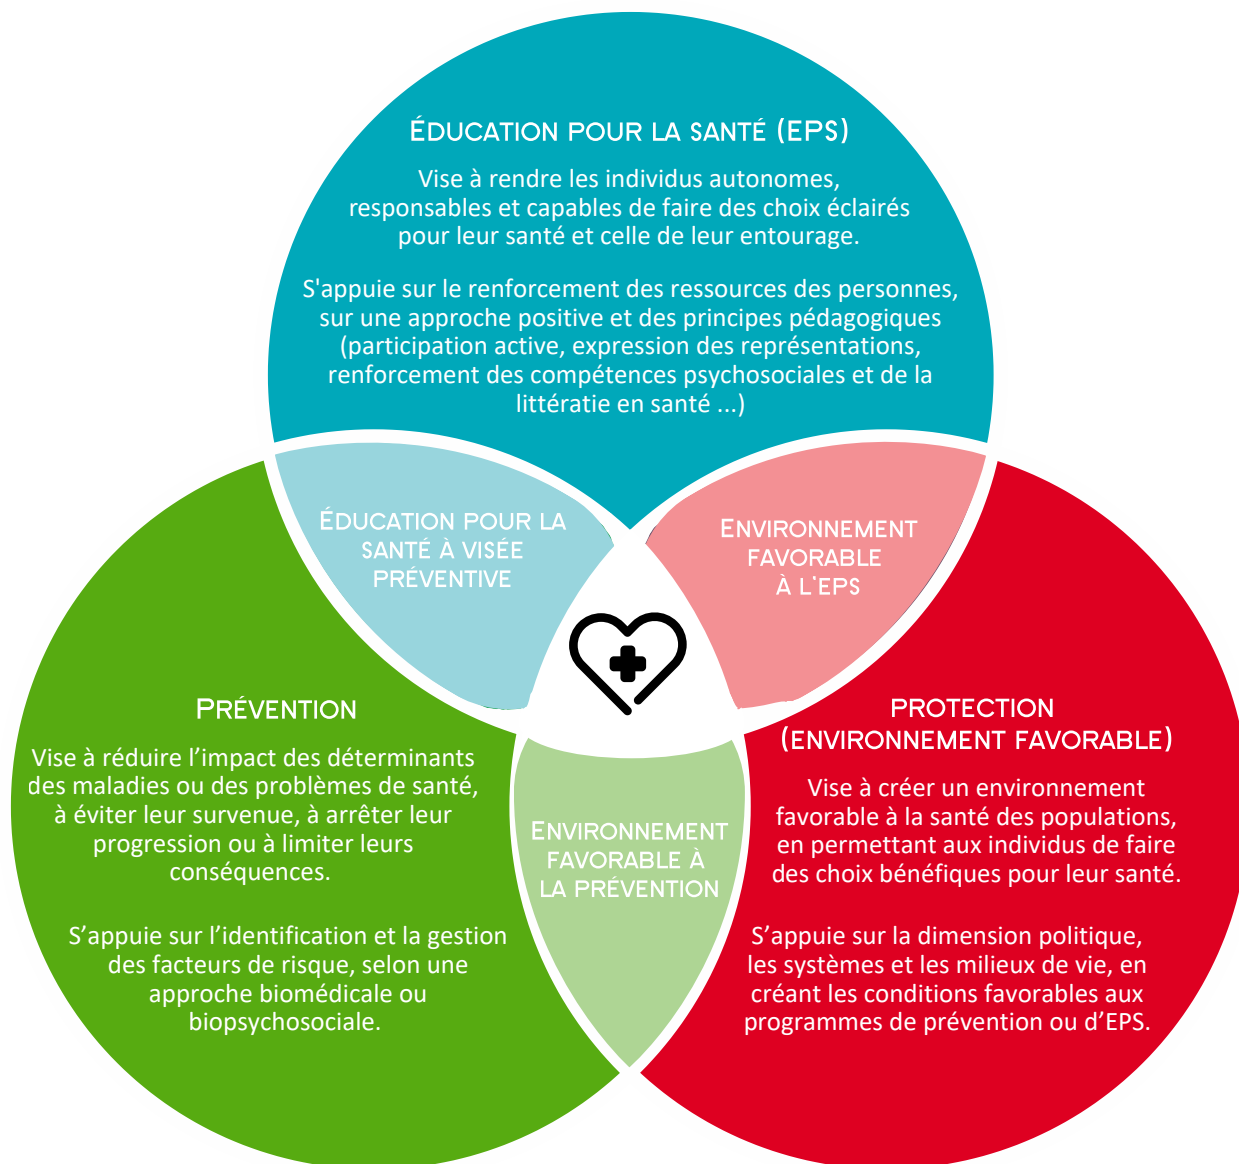 ÉDUCATION POUR LA SANTÉ (EPS)
Vise à rendre les individus autonomes,
responsables et capables de faire des choix éclairés
pour leur santé et celle de leur entourage.
S'appuie sur le renforcement des ressources des personnes,
sur une approche positive et des principes pédagogiques
(participation active, expression des représentations,
renforcement des compétences psychosociales et de la
littératie en santé ...)
ÉDUCATION POUR LA
SANTÉ À VISÉE
PRÉVENTIVE
ENVIRONNEMENT
FAVORABLE
À L'EPS
PRÉVENTION
Vise à réduire l’impact des déterminants
des maladies ou des problèmes de santé,
à éviter leur survenue, à arrêter leur
progression ou à limiter leurs
conséquences.
S’appuie sur l’identification et la gestion
des facteurs de risque, selon une
approche biomédicale ou
biopsychosociale.
ENVIRONNEMENT
FAVORABLE À
LA PRÉVENTION
PROTECTION
(ENVIRONNEMENT FAVORABLE)
Vise à créer un environnement
favorable à la santé des populations,
en permettant aux individus de faire
des choix bénéfiques pour leur santé.
S’appuie sur la dimension politique,
les systèmes et les milieux de vie, en
créant les conditions favorables aux
programmes de prévention ou d’EPS.